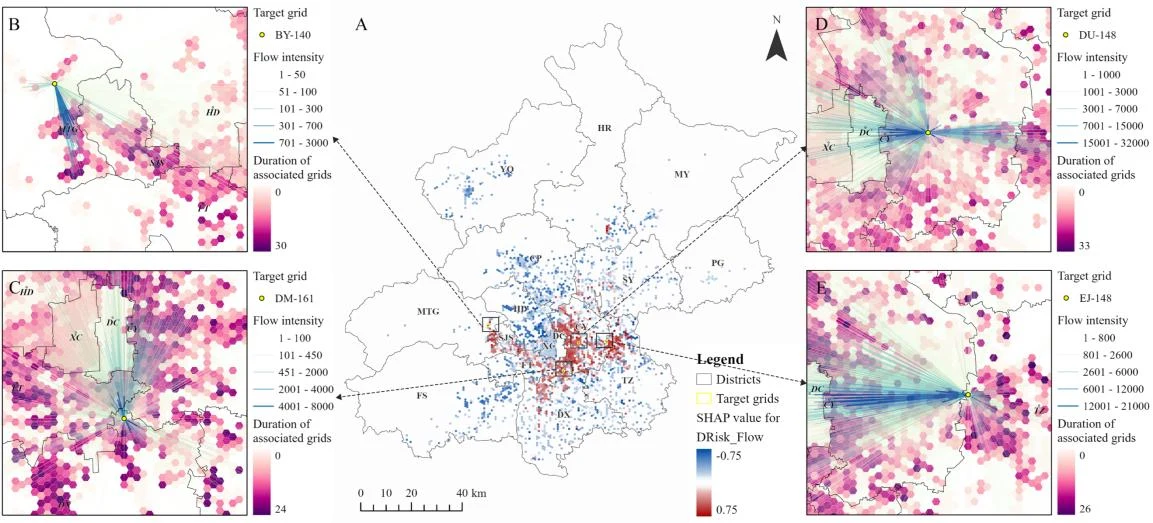 B
Target grid
BY-140
Flow intensity
1 - 50
51 - 100
101 - 300
301 - 700
701 - 3000
Duration of
associated grids
0
30
HD
MTG
SJS
FT
A
N
HR
YQ
MY
CP
PG
SY
MTG
HD
SJS
CY
DC
XC
FT
TZ
FS
DX
0 10 20 40 km
Legend
Districts
Target grids
SHAP value for
DRisk_Flow
-0.75
0.75
C
HD
XC
DC
CY
FT
DX
Target grid
DM-161
Flow intensity
1 - 100
101 - 450
451 - 2000
2001 - 4000
4001 - 8000
Duration of
associated grids
0
24
D
XC
DC
CY
Target grid
DU-148
Flow intensity
1 - 1000
1001 - 3000
3001 - 7000
7001 - 15000
15001 - 32000
Duration of
associated grids
0
33
E
DC
CY
TZ
Target grid
EJ-148
Flow intensity
1 - 800
801 - 2600
2601 - 6000
6001 - 12000
12001 - 21000
Duration of
associated grids
0
26